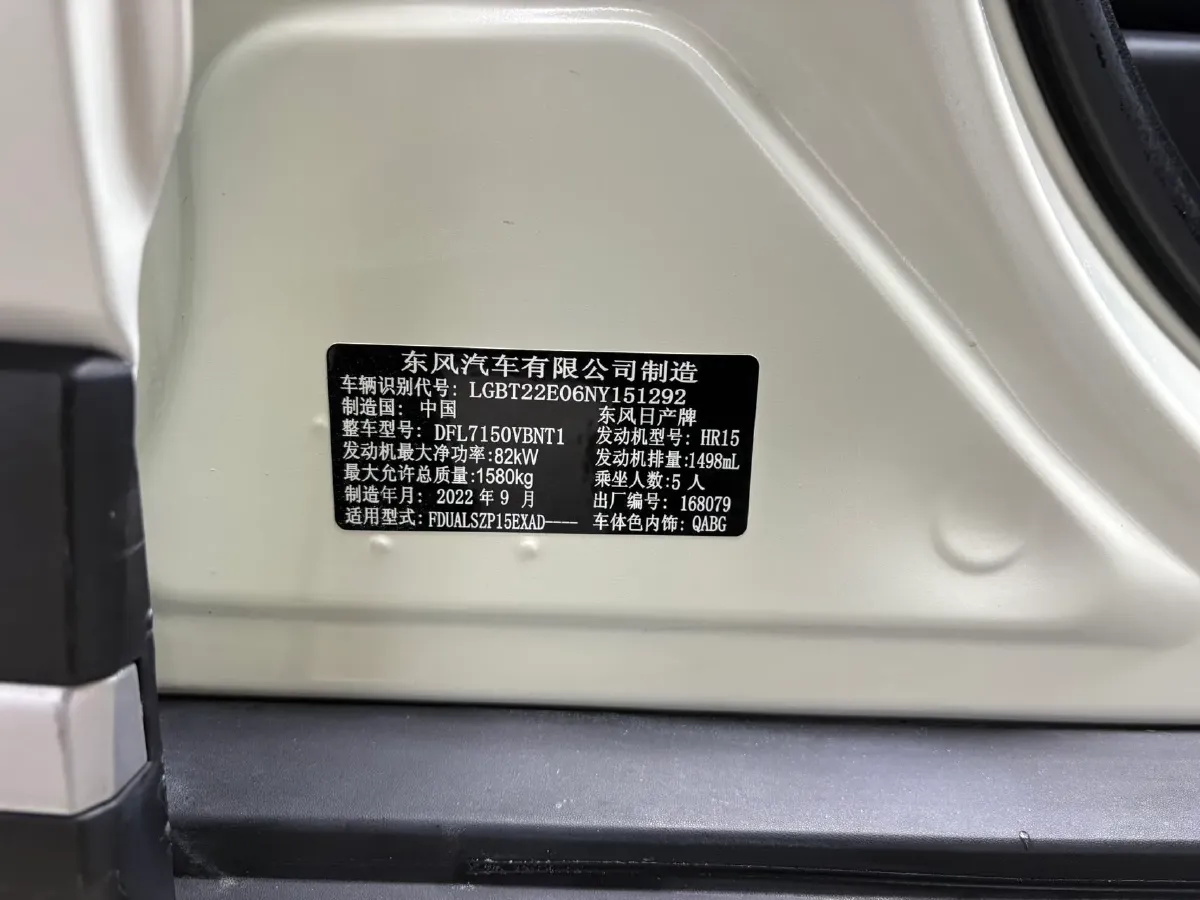 东风汽车有限公司制造
车辆识别代号: LGBT22E06NY151292
制造国: 中国 东风日产牌
整车型号: DFL7150VBNT1 发动机型号: HR15
发动机最大净功率:82kW 发动机排量:1498mL
最大允许总质量:1580kg 乘坐人数:5 人
制造年月: 2022 年 9 月 出厂编号: 168079
适用型式: FDUALSZP15EXAD---- 车体色内饰: QABG